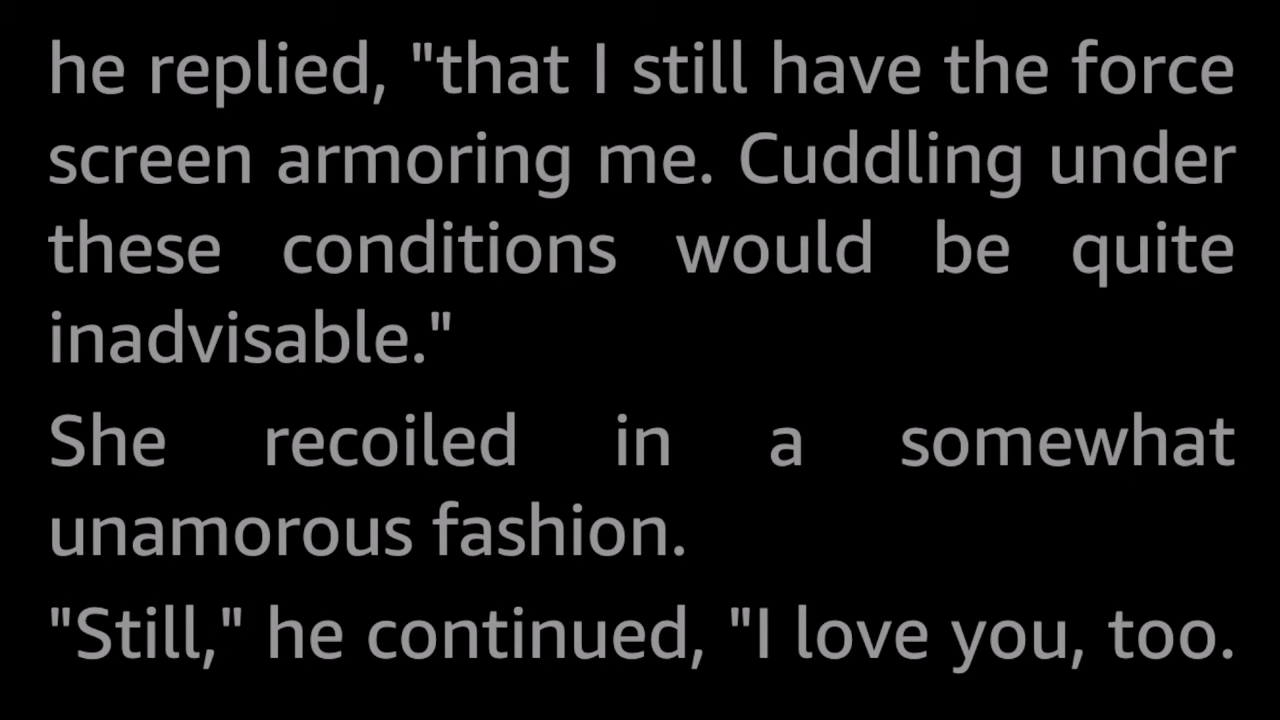 he replied, "that I still have the force
screen armoring me. Cuddling under
these conditions would be quite
inadvisable."
She recoiled in a somewhat
unamorous fashion.
"Still," he continued, "I love you, too.